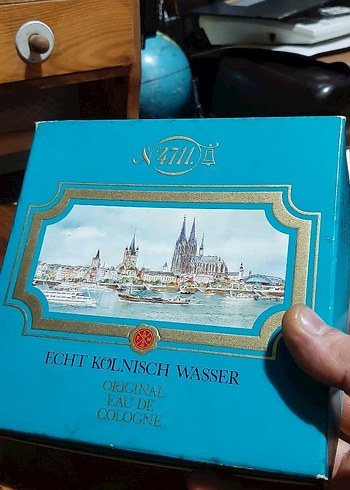 Nº 4711.
ECHT KÖLNISCH WASSER
ORIGINAL
EAU DE
COLOGNE